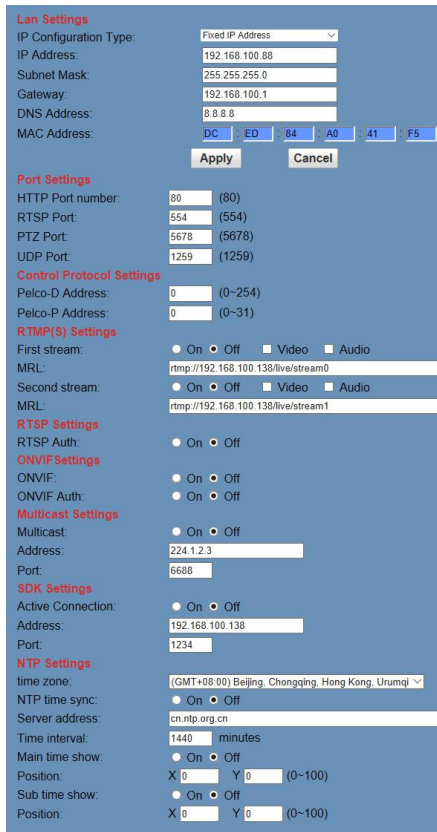 Lan Settings
IP Configuration Type: Fixed IP Address
IP Address: 192.168.100.88
Subnet Mask: 255.255.255.0
Gateway: 192.168.100.1
DNS Address: 8.8.8.8
MAC Address: DC : ED : 84 : A0 : 41 : F5
Apply Cancel
Port Settings
HTTP Port number: 80 (80)
RTSP Port: 554 (554)
PTZ Port: 5678 (5678)
UDP Port: 1259 (1259)
Control Protocol Settings
Pelco-D Address: 0 (0~254)
Pelco-P Address: 0 (0~31)
RTMP(S) Settings
First stream: On Off Video Audio
MRL: rtmp://192.168.100.138/live/stream0
Second stream: On Off Video Audio
MRL: rtmp://192.168.100.138/live/stream1
RTSP Settings
RTSP Auth: On Off
ONVIFSettings
ONVIF: On Off
ONVIF Auth: On Off
Multicast Settings
Multicast: On Off
Address: 224.1.2.3
Port: 6688
SDK Settings
Active Connection: On Off
Address: 192.168.100.138
Port: 1234
NTP Settings
time zone: (GMT+08:00) Beijing, Chongqing, Hong Kong, Urumqi
NTP time sync: On Off
Server address: cn.ntp.org.cn
Time interval: 1440 minutes
Main time show: On Off
Position: X 0 Y 0 (0~100)
Sub time show: On Off
Position: X 0 Y 0 (0~100)